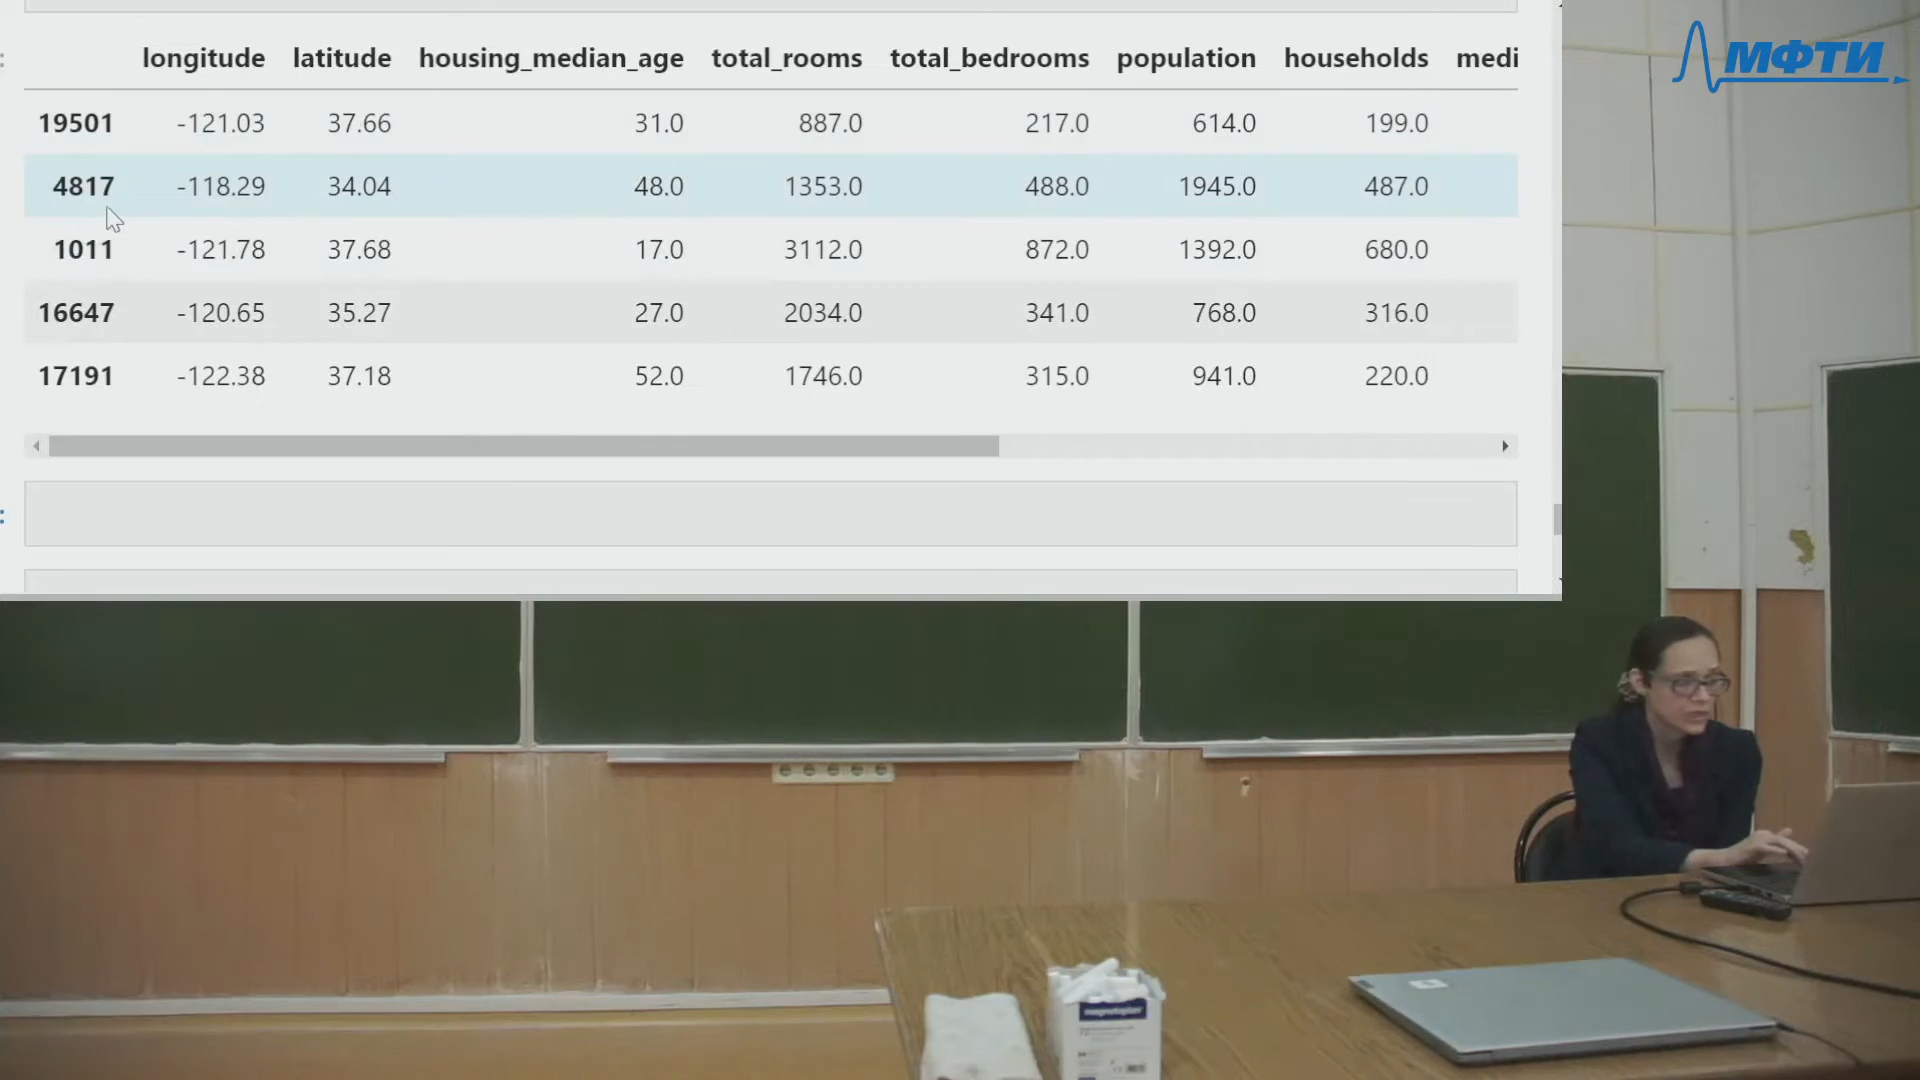 longitude latitude housing_median_age total_rooms total_bedrooms population households medi
19501 -121.03 37.66 31.0 887.0 217.0 614.0 199.0
4817 -118.29 34.04 48.0 1353.0 488.0 1945.0 487.0
1011 -121.78 37.68 17.0 3112.0 872.0 1392.0 680.0
16647 -120.65 35.27 27.0 2034.0 341.0 768.0 316.0
17191 -122.38 37.18 52.0 1746.0 315.0 941.0 220.0
МФТИ